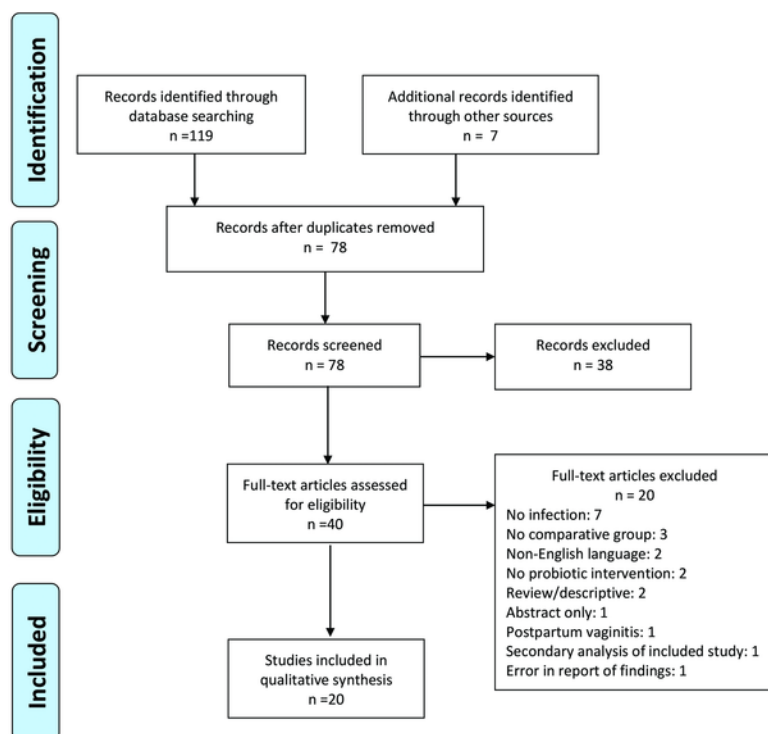 Identification
Records identified through
database searching
n =119
Additional records identified
through other sources
n = 7
Records after duplicates removed
n = 78
Screening
Records screened
n = 78
Records excluded
n = 38
Eligibility
Full-text articles assessed
for eligibility
n =40
Full-text articles excluded
n = 20
No infection: 7
No comparative group: 3
Non-English language: 2
No probiotic intervention: 2
Review/descriptive: 2
Abstract only: 1
Postpartum vaginitis: 1
Secondary analysis of included study: 1
Error in report of findings: 1
Included
Studies included in
qualitative synthesis
n =20